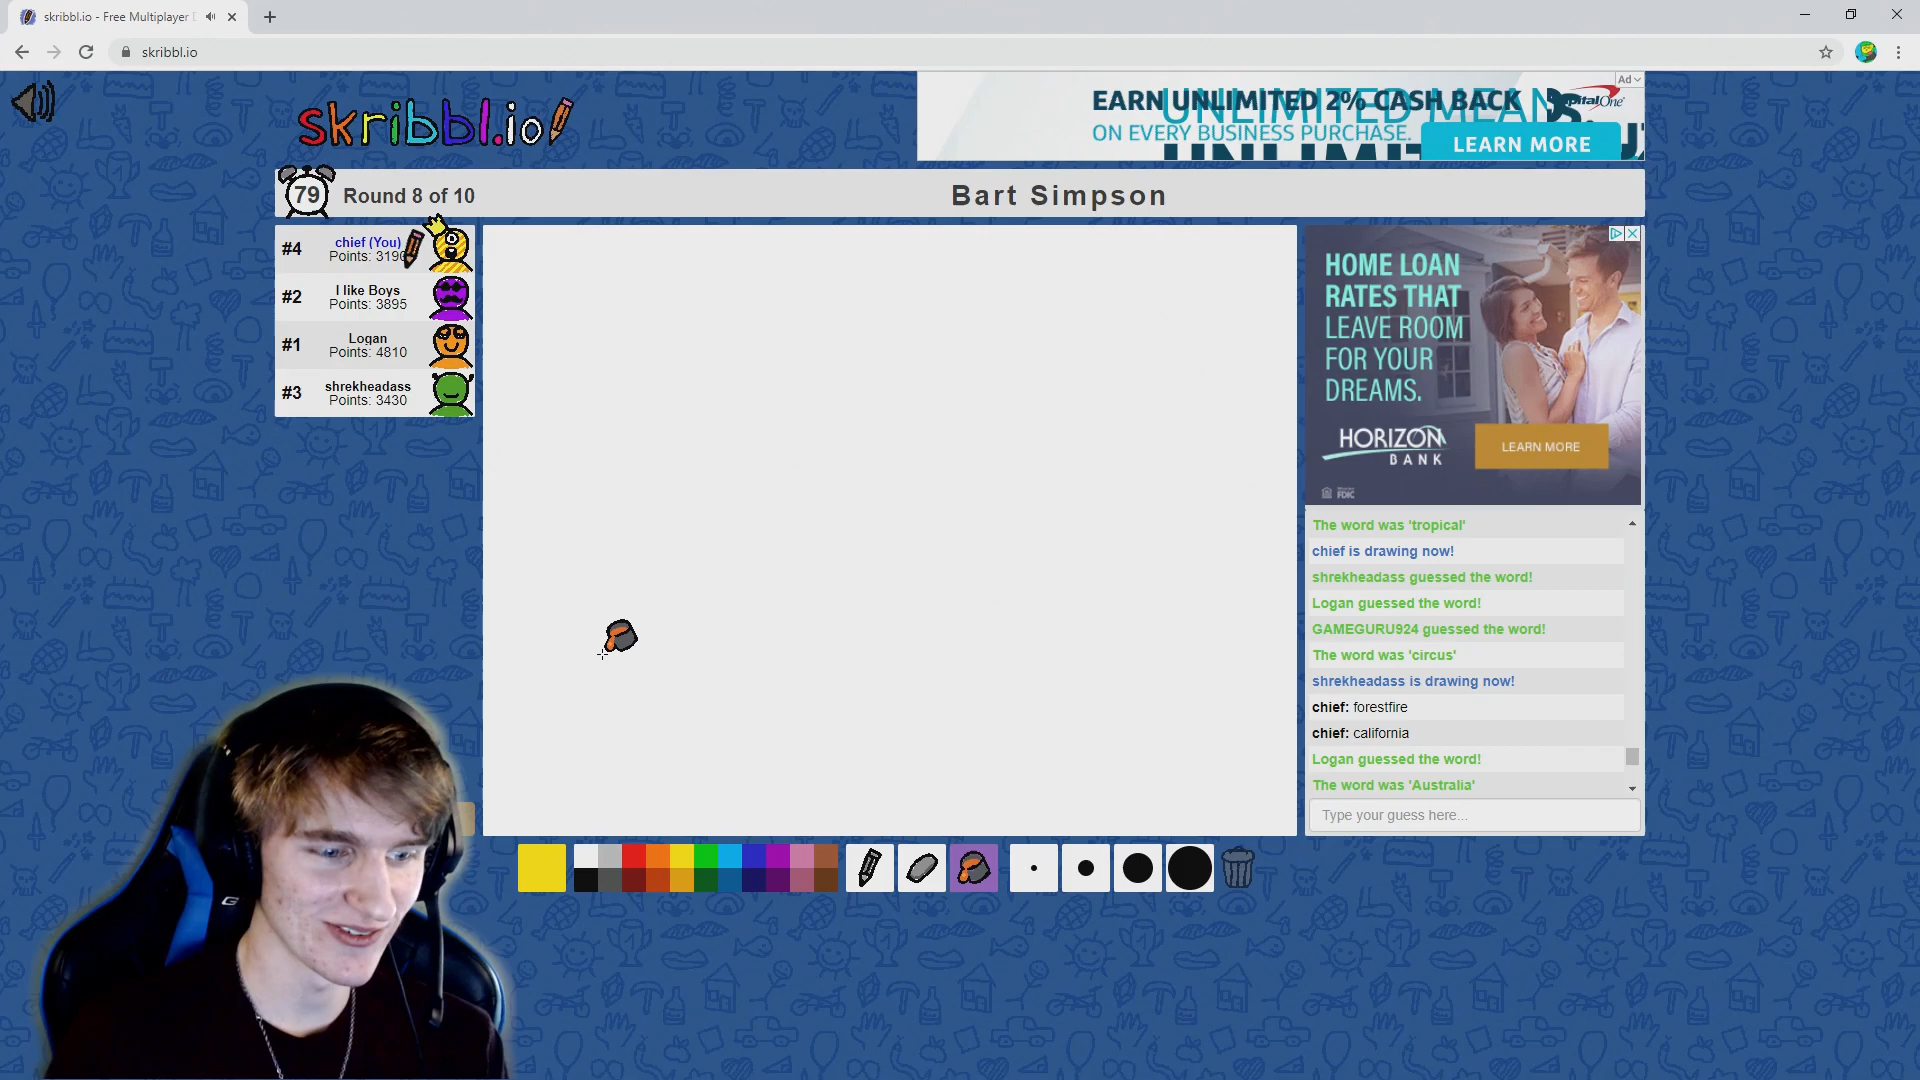 skribbl.io - Free Multiplayer
skribbl.io
skribbl.io
EARN UNLIMITED 2% CASH BACK
ON EVERY BUSINESS PURCHASE.
LEARN MORE
Ad
79
Round 8 of 10
Bart Simpson
#4
chief (You)
Points: 3190
#2
I like Boys
Points: 3895
#1
Logan
Points: 4810
#3
shrekheadass
Points: 3430
HOME LOAN
RATES THAT
LEAVE ROOM
FOR YOUR
DREAMS.
HORIZON
BANK
LEARN MORE
The word was 'tropical'
chief is drawing now!
shrekheadass guessed the word!
Logan guessed the word!
GAMEGURU924 guessed the word!
The word was 'circus'
shrekheadass is drawing now!
chief: forestfire
chief: california
Logan guessed the word!
The word was 'Australia'
Type your guess here...